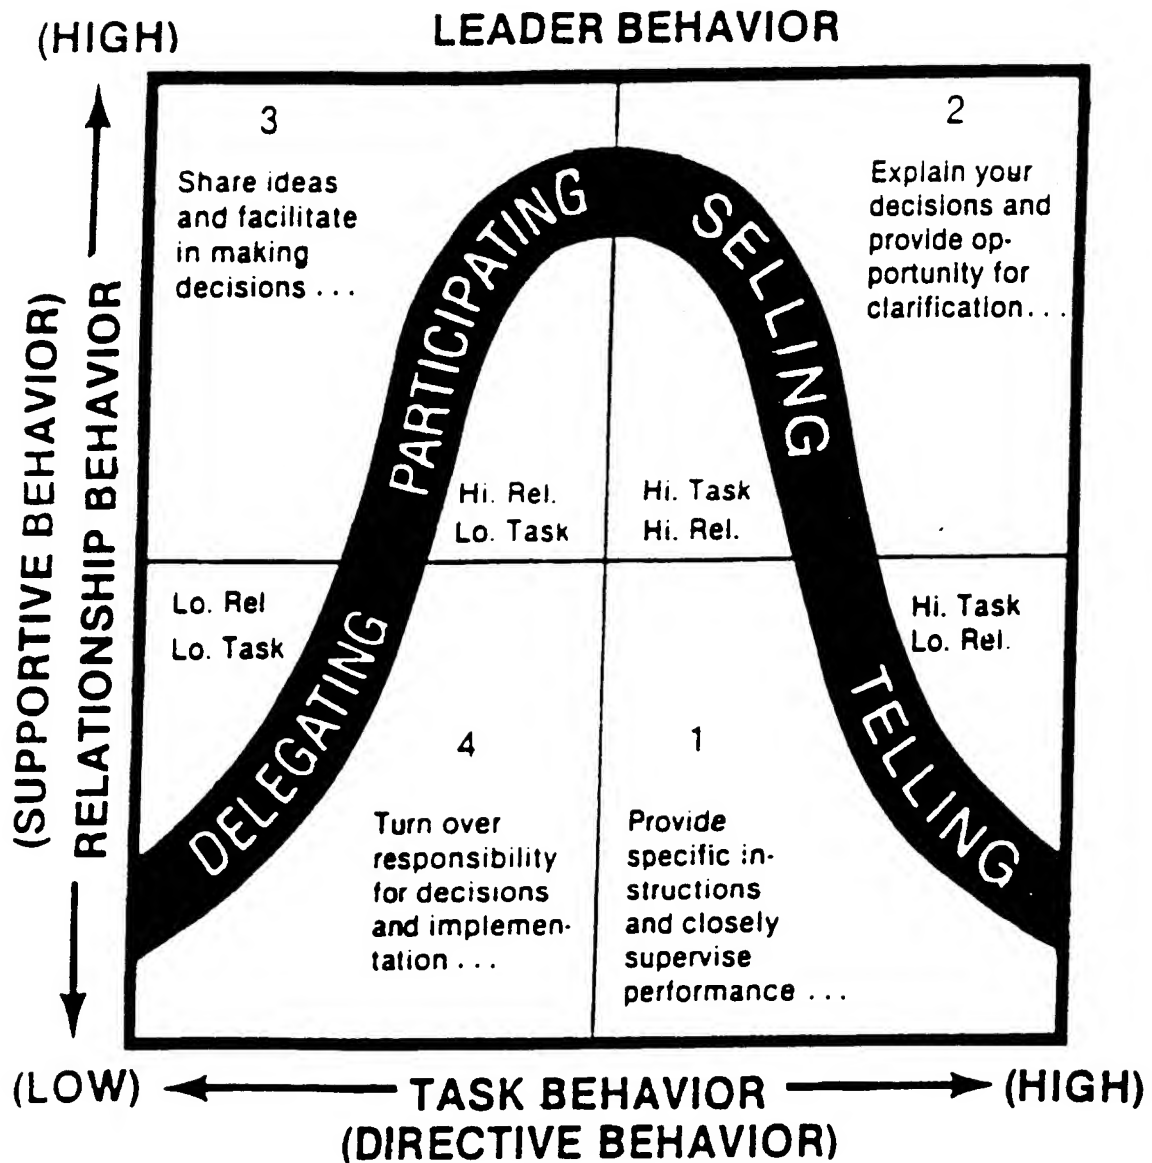 (HIGH)
LEADER BEHAVIOR
3
Share ideas
and facilitate
in making
decisions ...
2
Explain your
decisions and
provide op-
portunity for
clarification...
PARTICIPATING
SELLING
Hi. Rel.
Lo. Task
Hi. Task
Hi. Rel.
(SUPPORTIVE BEHAVIOR)
RELATIONSHIP BEHAVIOR
Lo. Rel
Lo. Task
Hi. Task
Lo. Rel.
DELEGATING
TELLING
4
Turn over
responsibility
for decisions
and implemen-
tation ...
1
Provide
specific in-
structions
and closely
supervise
performance ...
(LOW)
TASK BEHAVIOR
(HIGH)
(DIRECTIVE BEHAVIOR)